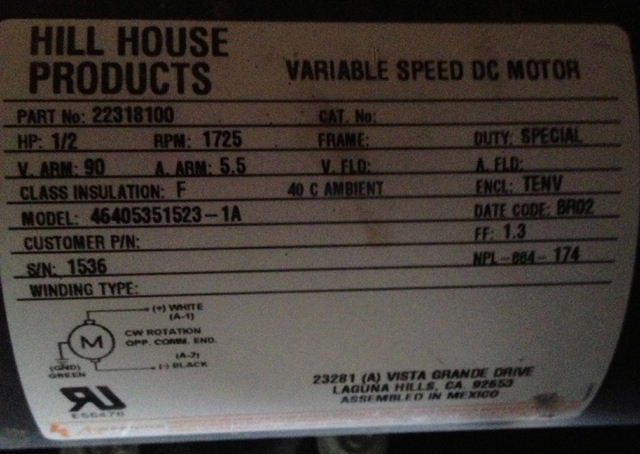 HILL HOUSE
PRODUCTS
VARIABLE SPEED DC MOTOR
PART No: 22318100 CAT. No:
HP: 1/2 RPM: 1725 FRAME: DUTY: SPECIAL
V. ARM: 90 A. ARM: 5.5 V. FLD: A. FLD:
CLASS INSULATION: F 40 C AMBIENT ENCL: TENV
MODEL: 46405351523-1A DATE CODE: BR02
CUSTOMER P/N: FF: 1.3
S/N: 1536 NPL-884-174
WINDING TYPE:
(+) WHITE
(A-1)
M
CW ROTATION
OPP. COMM. END.
(A-2)
(-) BLACK
(GND)
GREEN
RU
E56476
23281 (A) VISTA GRANDE DRIVE
LAGUNA HILLS, CA. 92653
ASSEMBLED IN MEXICO